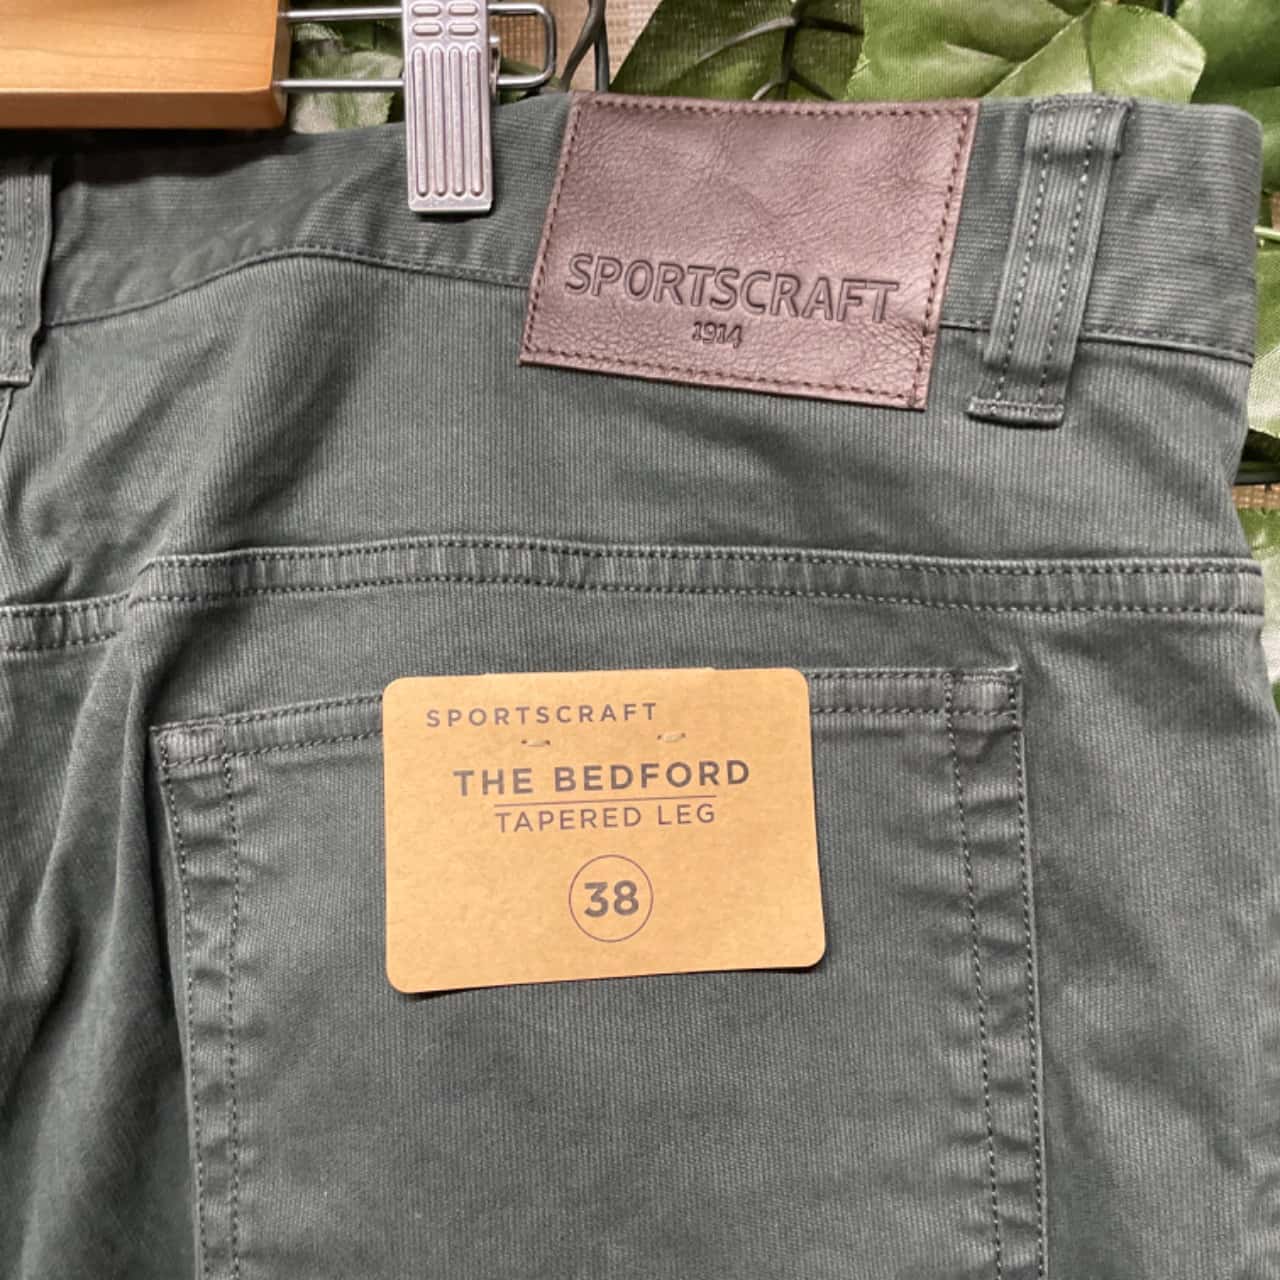 SPORTSCRAFT
1914
SPORTSCRAFT
THE BEDFORD
TAPERED LEG
38